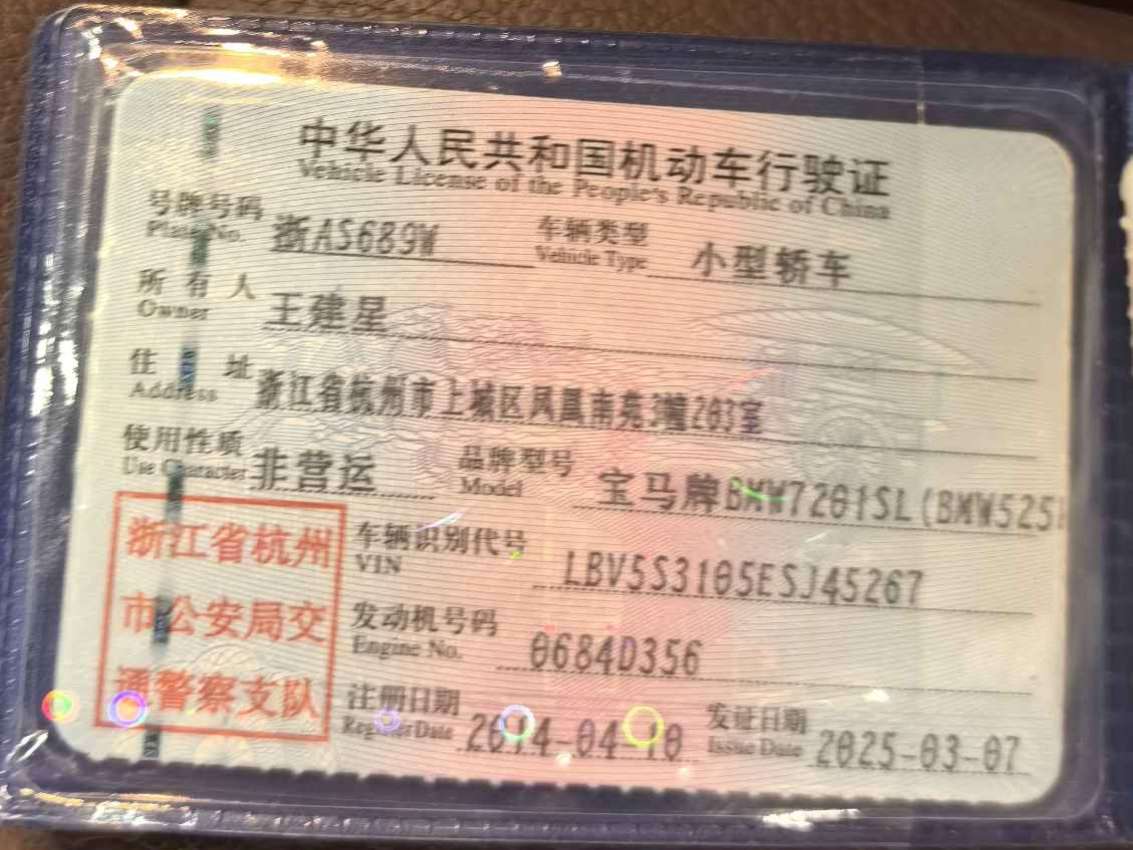 中华人民共和国机动车行驶证
Vehicle License of the People's Republic of China
号牌号码 浙AS689W 车辆类型 小型轿车
Plate No. Vehicle Type
所有人 王建星
Owner
住址 浙江省杭州市上城区凤凰南苑3幢203室
Address
使用性质 非营运 品牌型号 宝马牌BMW7201SL(BMW525
Use Character Model
浙江省杭州
市公安局交
通警察支队
车辆识别代号 LBV5S3105ESJ45267
VIN
发动机号码 0684D356
Engine No.
注册日期 2014-04-10 发证日期 2025-03-07
Register Date Issue Date